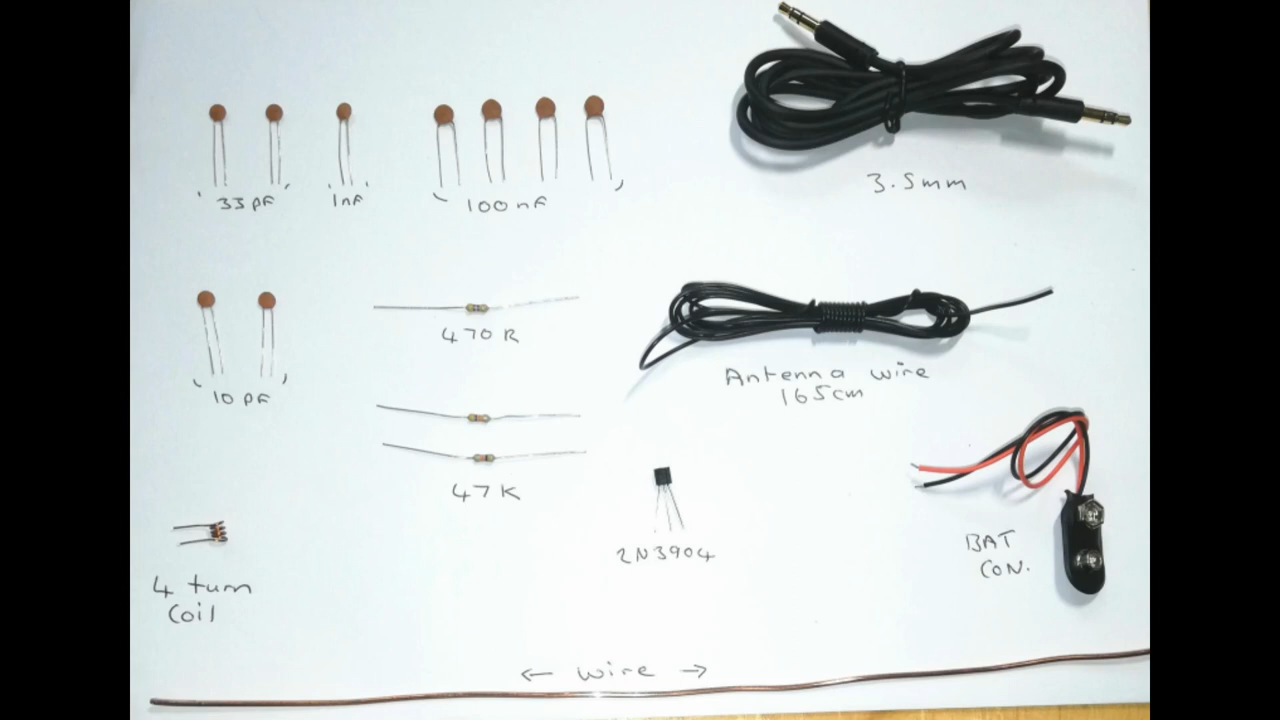 3.5mm
33pF
1nF
100nF
470R
Antenna wire
165cm
10pF
47K
2N3904
BAT
CON.
4 turn
Coil
← wire →